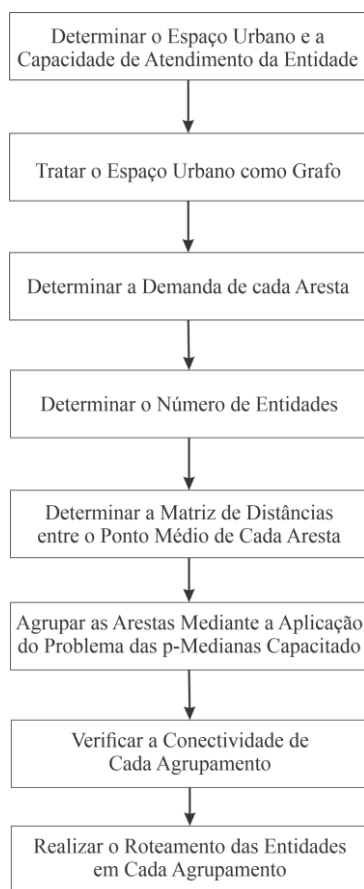 Determinar o Espaço Urbano e a
Capacidade de Atendimento da Entidade
Tratar o Espaço Urbano como Grafo
Determinar a Demanda de cada Aresta
Determinar o Número de Entidades
Determinar a Matriz de Distâncias
entre o Ponto Médio de Cada Aresta
Agrupar as Arestas Mediante a Aplicação
do Problema das p-Medianas Capacitado
Verificar a Conectividade de
Cada Agrupamento
Realizar o Roteamento das Entidades
em Cada Agrupamento